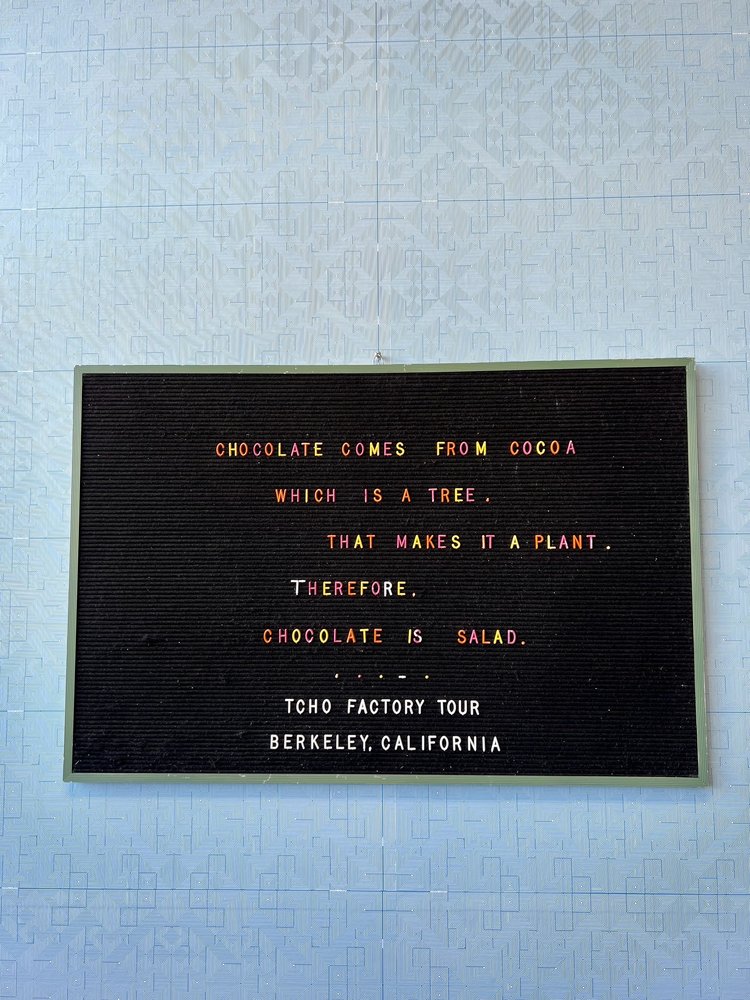 CHOCOLATE COMES FROM COCOA
WHICH IS A TREE.
THAT MAKES IT A PLANT.
THEREFORE,
CHOCOLATE IS SALAD.
. . . - .
TCHO FACTORY TOUR
BERKELEY, CALIFORNIA